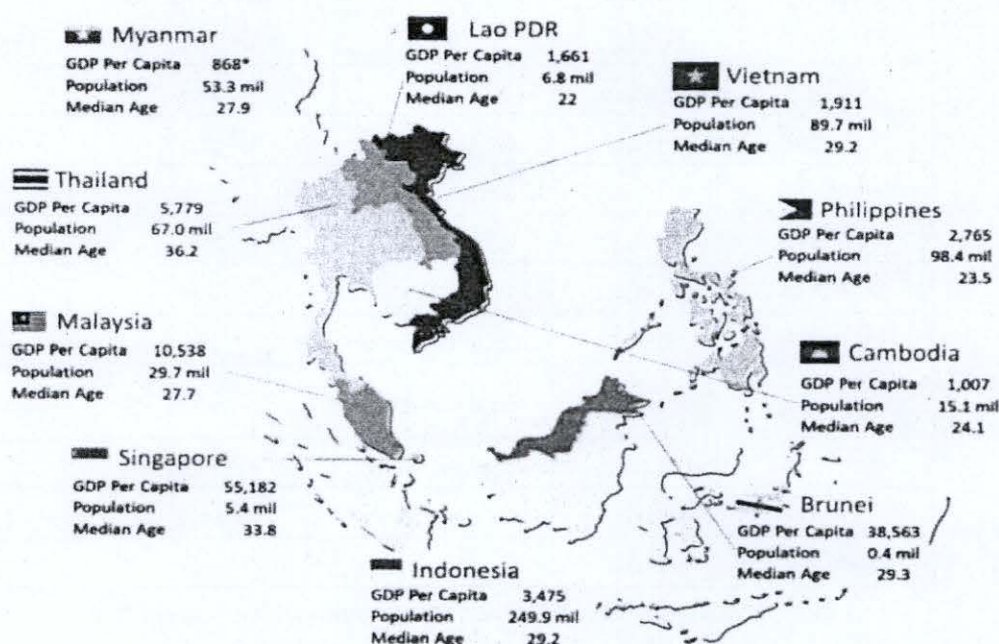 Myanmar
GDP Per Capita 868*
Population 53.3 mil
Median Age 27.9
Lao PDR
GDP Per Capita 1,661
Population 6.8 mil
Median Age 22
Vietnam
GDP Per Capita 1,911
Population 89.7 mil
Median Age 29.2
Thailand
GDP Per Capita 5,779
Population 67.0 mil
Median Age 36.2
Philippines
GDP Per Capita 2,765
Population 98.4 mil
Median Age 23.5
Malaysia
GDP Per Capita 10,538
Population 29.7 mil
Median Age 27.7
Cambodia
GDP Per Capita 1,007
Population 15.1 mil
Median Age 24.1
Singapore
GDP Per Capita 55,182
Population 5.4 mil
Median Age 33.8
Brunei
GDP Per Capita 38,563
Population 0.4 mil
Median Age 29.3
Indonesia
GDP Per Capita 3,475
Population 249.9 mil
Median Age 29.2